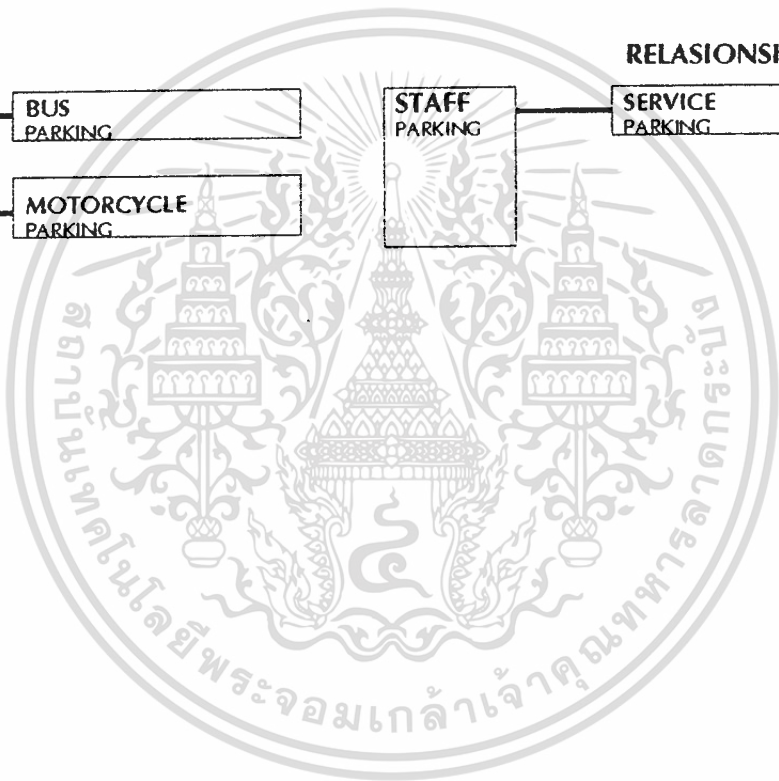 RELASIONSH
BUS
PARKING
STAFF
PARKING
SERVICE
PARKING
MOTORCYCLE
PARKING
สถาบันเทคโนโลยีพระจอมเกล้าเจ้าคุณทหารลาดกระบัง